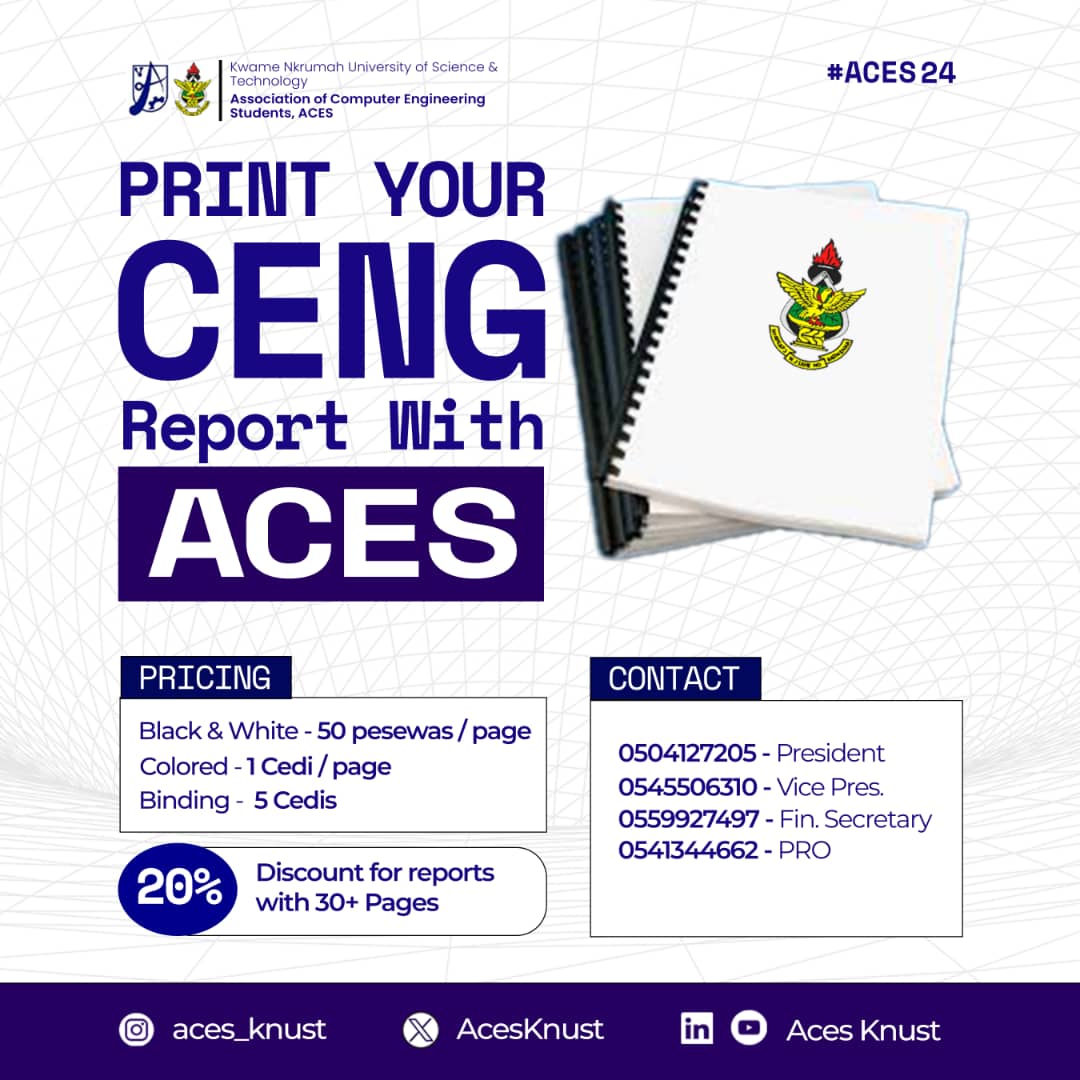 Kwame Nkrumah University of Science &
Technology
Association of Computer Engineering
Students, ACES
#ACES 24
PRINT YOUR
CENG
Report With
ACES
PRICING
Black & White - 50 pesewas / page
Colored - 1 Cedi / page
Binding - 5 Cedis
20%
Discount for reports
with 30+ Pages
CONTACT
0504127205 - President
0545506310 - Vice Pres.
0559927497 - Fin. Secretary
0541344662 - PRO
aces_knust
AcesKnust
in
Aces Knust